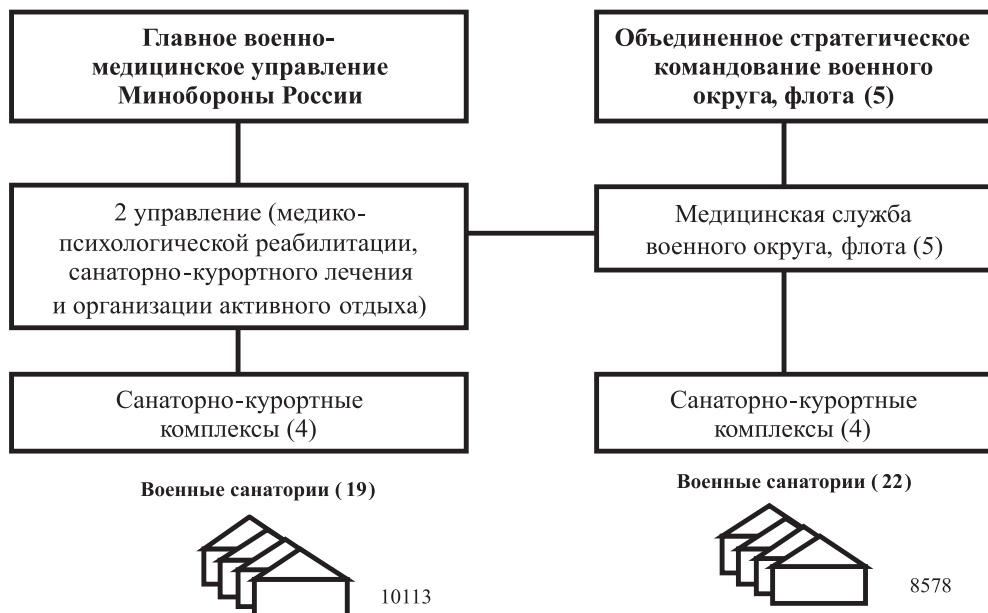 Главное военно-
медицинское управление
Минобороны России
Объединенное стратегическое
командование военного
округа, флота (5)
2 управление (медико-
психологической реабилитации,
санаторно-курортного лечения
и организации активного отдыха)
Медицинская служба
военного округа, флота (5)
Санаторно-курортные
комплексы (4)
Санаторно-курортные
комплексы (4)
Военные санатории (19)
10113
Военные санатории (22)
8578